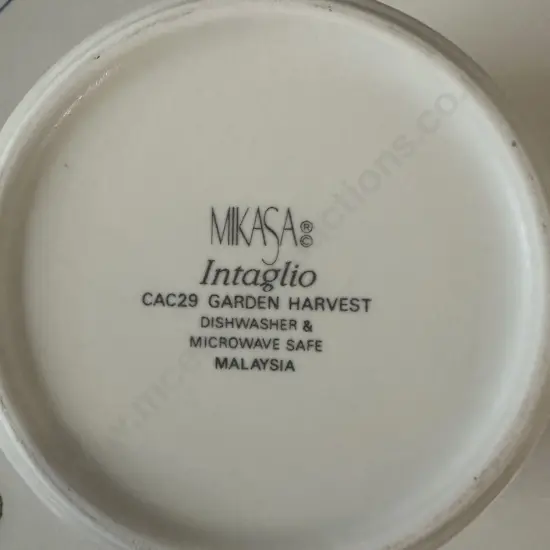 MIKASA®©
Intaglio
CAC29 GARDEN HARVEST
DISHWASHER &
MICROWAVE SAFE
MALAYSIA